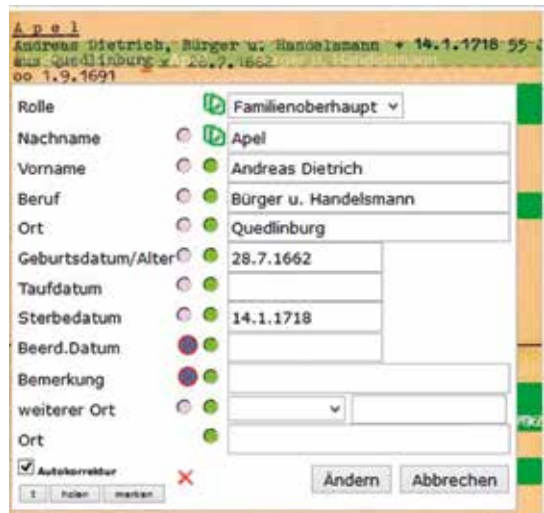 A p e l
Andreas Dietrich, Bürger u. Handelsmann + 14.1.1718 55 J
aus Quedlinburg * 28.7.1662
oo 1.9.1691
Rolle Familienoberhaupt
Nachname Apel
Vorname Andreas Dietrich
Beruf Bürger u. Handelsmann
Ort Quedlinburg
Geburtsdatum/Alter 28.7.1662
Taufdatum
Sterbedatum 14.1.1718
Beerd.Datum
Bemerkung
weiterer Ort
Ort
Autokorrektur
holen merken
Ändern Abbrechen